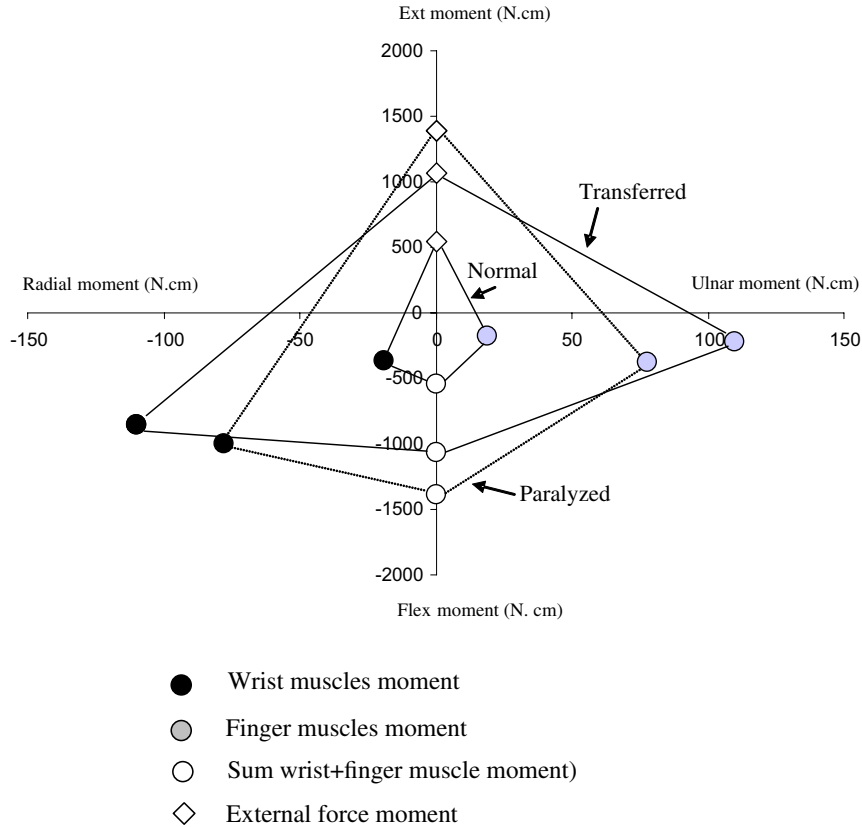 Ext moment (N.cm)
2000
1500
1000
Transferred
500
Normal
Radial moment (N.cm)
Ulnar moment (N.cm)
0
-150 -100 -50 0 50 100 150
-500
-1000
Paralyzed
-1500
-2000
Flex moment (N. cm)
Wrist muscles moment
Finger muscles moment
Sum wrist+finger muscle moment)
External force moment